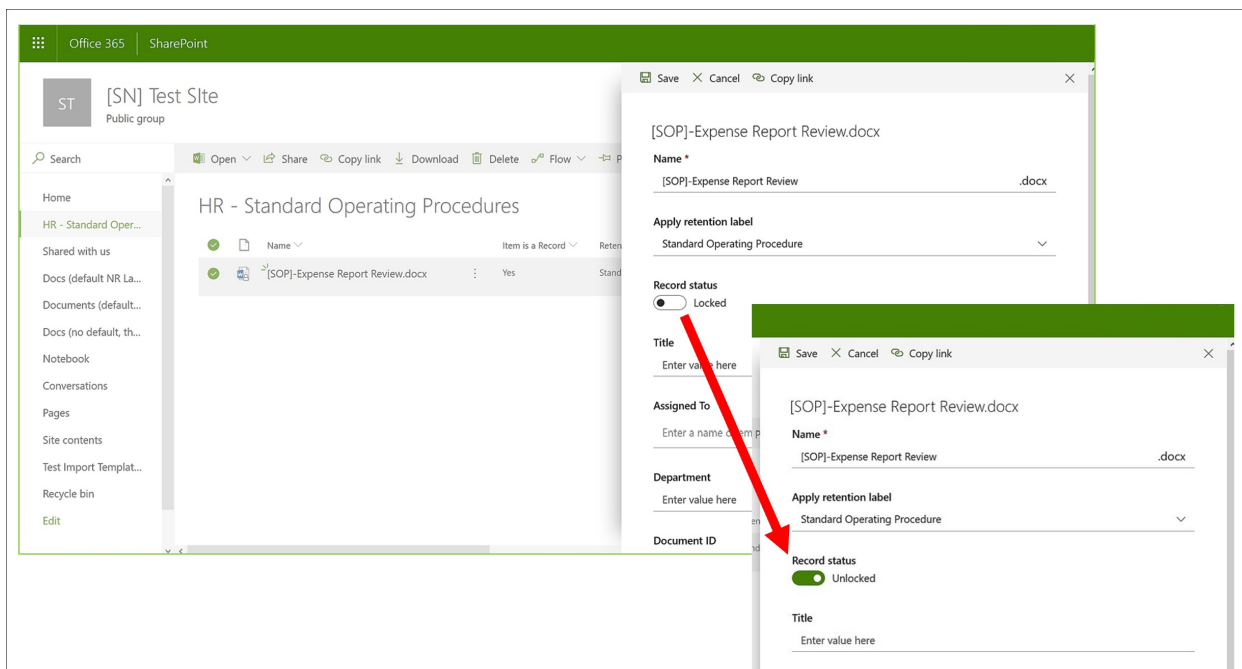 Office 365 SharePoint
ST
[SN] Test SIte
Public group
Search
Open Share Copy link Download Delete Flow P
Home
HR - Standard Oper...
Shared with us
Docs (default NR La...
Documents (default...
Docs (no default, th...
Notebook
Conversations
Pages
Site contents
Test Import Templat...
Recycle bin
Edit
HR - Standard Operating Procedures
Name Item is a Record Reten
[SOP]-Expense Report Review.docx Yes Stand
Save Cancel Copy link
[SOP]-Expense Report Review.docx
Name *
[SOP]-Expense Report Review .docx
Apply retention label
Standard Operating Procedure
Record status
Locked
Title
Enter value here
Assigned To
Enter a name or emp
Department
Enter value here
Document ID
Save Cancel Copy link
[SOP]-Expense Report Review.docx
Name *
[SOP]-Expense Report Review .docx
Apply retention label
Standard Operating Procedure
Record status
Unlocked
Title
Enter value here